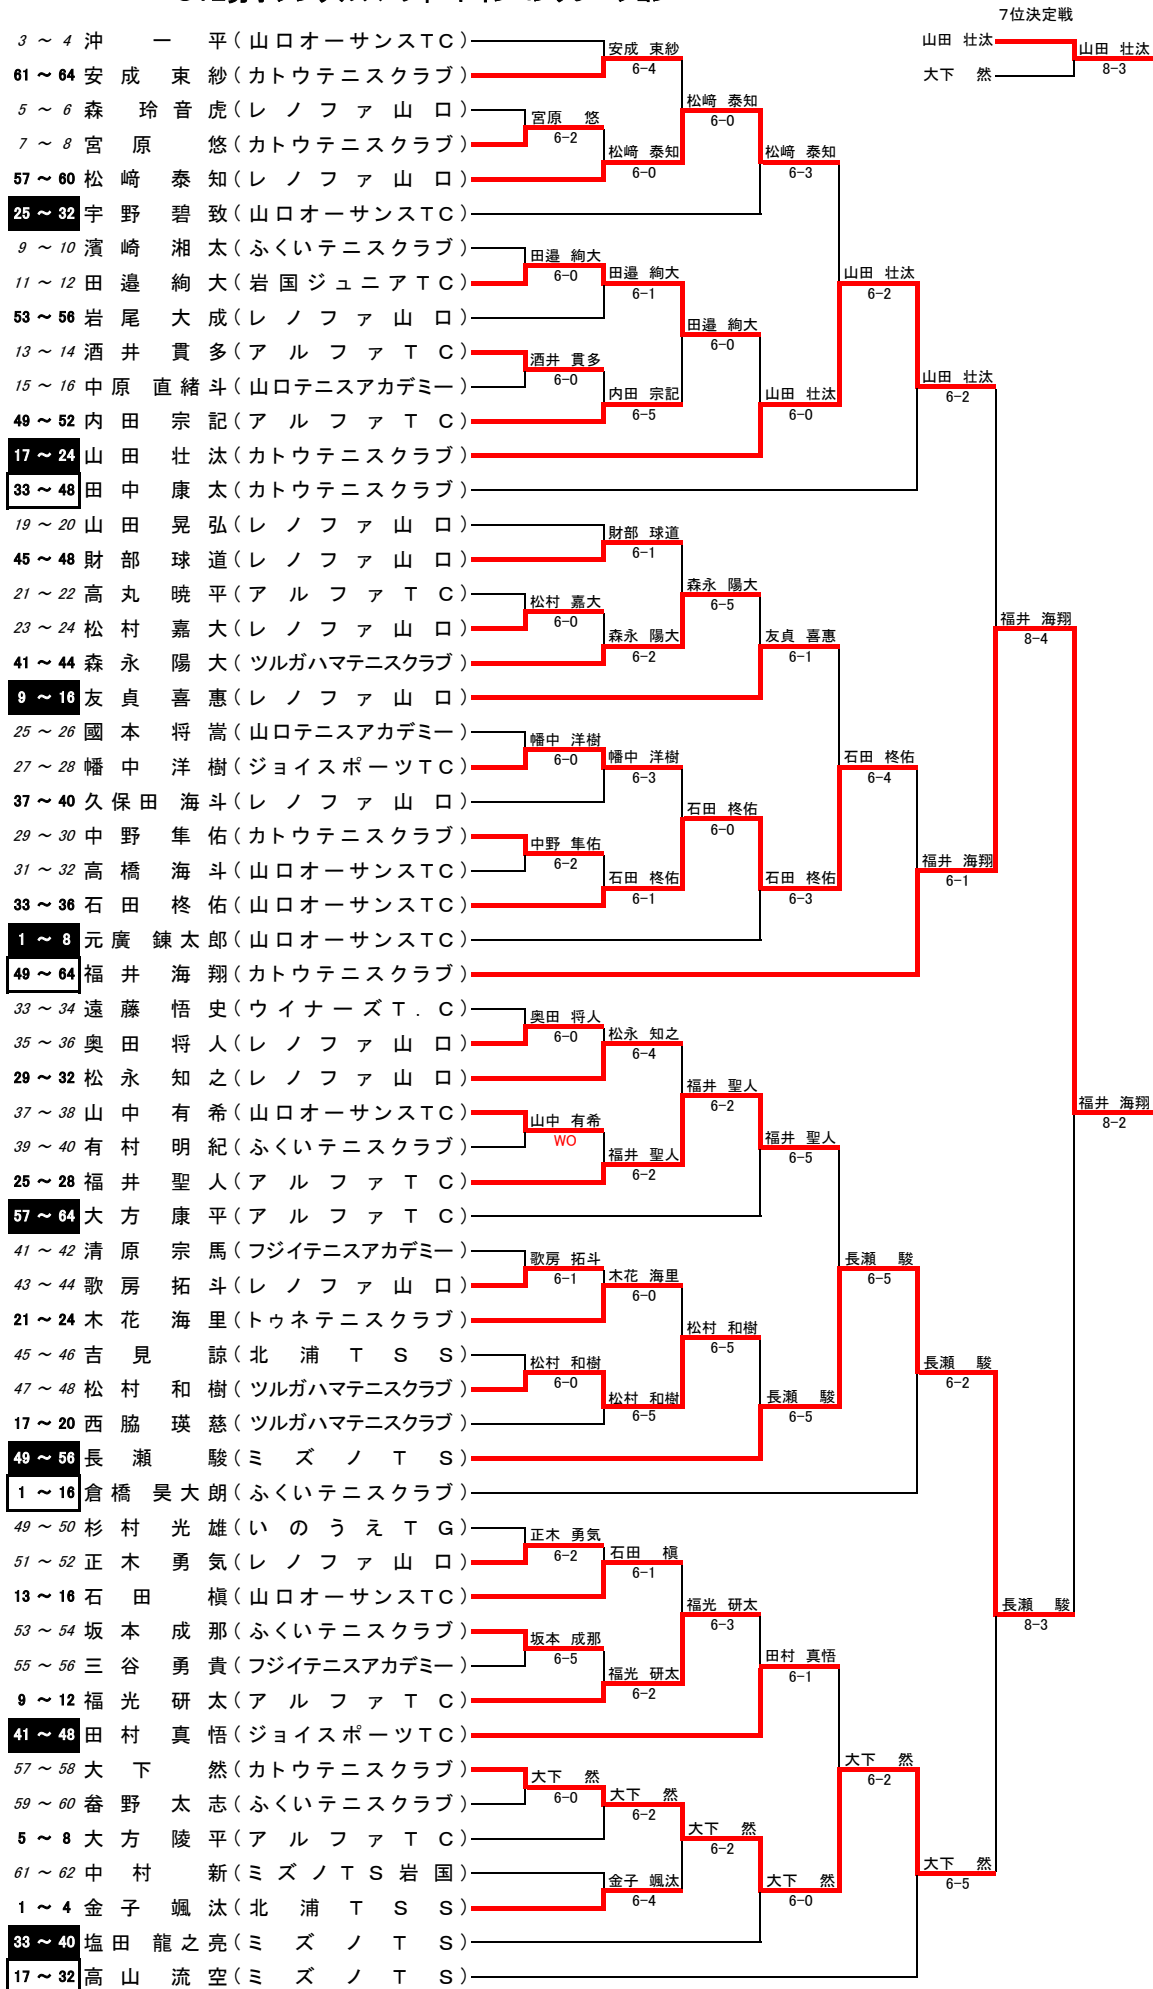 7位決定戦
山田 壮汰
大下 然
山田 壮汰
8-3
3 ～ 4 沖 一 平(山口オーサンスTC)
61 ～ 64 安 成 東 紗(カトウテニスクラブ)
5 ～ 6 森 玲 音 虎(レノファ山口)
7 ～ 8 宮 原 悠(カトウテニスクラブ)
57 ～ 60 松 﨑 泰 知(レノファ山口)
25 ～ 32 宇 野 碧 致(山口オーサンスTC)
9 ～ 10 濱 崎 湘 太(ふくいテニスクラブ)
11 ～ 12 田 邉 絢 大(岩国ジュニアTC)
53 ～ 56 岩 尾 大 成(レノファ山口)
13 ～ 14 酒 井 貫 多(アルファTC)
15 ～ 16 中 原 直 緒 斗(山口テニスアカデミー)
49 ～ 52 内 田 宗 記(アルファTC)
17 ～ 24 山 田 壮 汰(カトウテニスクラブ)
33 ～ 48 田 中 康 太(カトウテニスクラブ)
19 ～ 20 山 田 晃 弘(レノファ山口)
45 ～ 48 財 部 球 道(レノファ山口)
21 ～ 22 高 丸 暁 平(アルファTC)
23 ～ 24 松 村 嘉 大(レノファ山口)
41 ～ 44 森 永 陽 大(ツルガハマテニスクラブ)
9 ～ 16 友 貞 喜 惠(レノファ山口)
25 ～ 26 國 本 将 嵩(山口テニスアカデミー)
27 ～ 28 幡 中 洋 樹(ジョイスポーツTC)
37 ～ 40 久 保 田 海 斗(レノファ山口)
29 ～ 30 中 野 隼 佑(カトウテニスクラブ)
31 ～ 32 高 橋 海 斗(山口オーサンスTC)
33 ～ 36 石 田 柊 佑(山口オーサンスTC)
1 ～ 8 元 廣 錬 太 郎(山口オーサンスTC)
49 ～ 64 福 井 海 翔(カトウテニスクラブ)
33 ～ 34 遠 藤 悟 史(ウイナーズT.C)
35 ～ 36 奥 田 将 人(レノファ山口)
29 ～ 32 松 永 知 之(レノファ山口)
37 ～ 38 山 中 有 希(山口オーサンスTC)
39 ～ 40 有 村 明 紀(ふくいテニスクラブ)
25 ～ 28 福 井 聖 人(アルファTC)
57 ～ 64 大 方 康 平(アルファTC)
41 ～ 42 清 原 宗 馬(フジイテニスアカデミー)
43 ～ 44 歌 房 拓 斗(レノファ山口)
21 ～ 24 木 花 海 里(トゥネテニスクラブ)
45 ～ 46 吉 見 諒(北浦TSS)
47 ～ 48 松 村 和 樹(ツルガハマテニスクラブ)
17 ～ 20 西 脇 瑛 慈(ツルガハマテニスクラブ)
49 ～ 56 長 瀬 駿(ミズノTS)
1 ～ 16 倉 橋 昊 大 朗(ふくいテニスクラブ)
49 ～ 50 杉 村 光 雄(いのうえTG)
51 ～ 52 正 木 勇 気(レノファ山口)
13 ～ 16 石 田 槇(山口オーサンスTC)
53 ～ 54 坂 本 成 那(ふくいテニスクラブ)
55 ～ 56 三 谷 勇 貴(フジイテニスアカデミー)
9 ～ 12 福 光 研 太(アルファTC)
41 ～ 48 田 村 真 悟(ジョイスポーツTC)
57 ～ 58 大 下 然(カトウテニスクラブ)
59 ～ 60 畚 野 太 志(ふくいテニスクラブ)
5 ～ 8 大 方 陵 平(アルファTC)
61 ～ 62 中 村 新(ミズノTS岩国)
1 ～ 4 金 子 颯 汰(北浦TSS)
33 ～ 40 塩 田 龍 之 亮(ミズノTS)
17 ～ 32 高 山 流 空(ミズノTS)
宮原 悠
6-2
田邉 絢大
6-0
酒井 貫多
6-0
松村 嘉大
6-0
幡中 洋樹
6-0
中野 隼佑
6-2
奥田 将人
6-0
山中 有希
WO
歌房 拓斗
6-1
松村 和樹
6-0
正木 勇気
6-2
坂本 成那
6-5
大下 然
6-0
安成 東紗
6-4
松﨑 泰知
6-0
田邉 絢大
6-1
内田 宗記
6-5
財部 球道
6-1
森永 陽大
6-2
幡中 洋樹
6-3
石田 柊佑
6-1
松永 知之
6-4
福井 聖人
6-2
木花 海里
6-0
松村 和樹
6-5
石田 槇
6-1
福光 研太
6-2
大下 然
6-2
金子 颯汰
6-4
松﨑 泰知
6-0
田邉 絢大
6-0
森永 陽大
6-5
石田 柊佑
6-0
福井 聖人
6-2
松村 和樹
6-5
福光 研太
6-3
大下 然
6-2
松﨑 泰知
6-3
山田 壮汰
6-0
友貞 喜惠
6-1
石田 柊佑
6-3
福井 聖人
6-5
長瀬 駿
6-5
田村 真悟
6-1
大下 然
6-0
山田 壮汰
6-2
石田 柊佑
6-4
長瀬 駿
6-5
大下 然
6-2
山田 壮汰
6-2
福井 海翔
6-1
長瀬 駿
6-2
大下 然
6-5
福井 海翔
8-4
長瀬 駿
8-3
福井 海翔
8-2